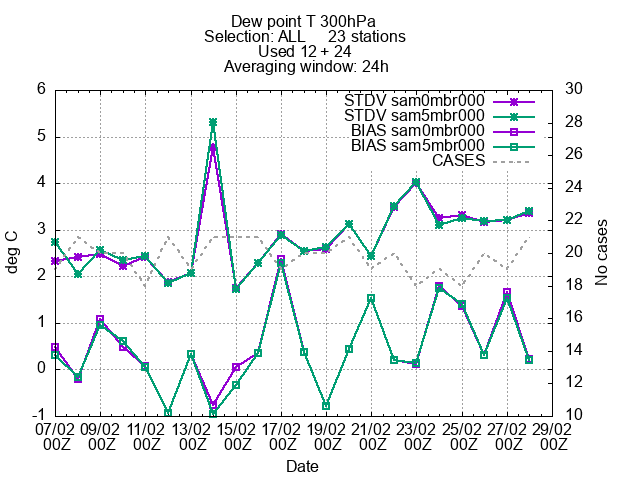 Dew point T 300hPa
Selection: ALL 23 stations
Used 12 + 24
Averaging window: 24h
STDV sam0mbr000
STDV sam5mbr000
BIAS sam0mbr000
BIAS sam5mbr000
CASES
deg C
6
5
4
3
2
1
0
-1
No cases
30
28
26
24
22
20
18
16
14
12
10
07/02 09/02 11/02 13/02 15/02 17/02 19/02 21/02 23/02 25/02 27/02 29/02
00Z 00Z 00Z 00Z 00Z 00Z 00Z 00Z 00Z 00Z 00Z 00Z
Date